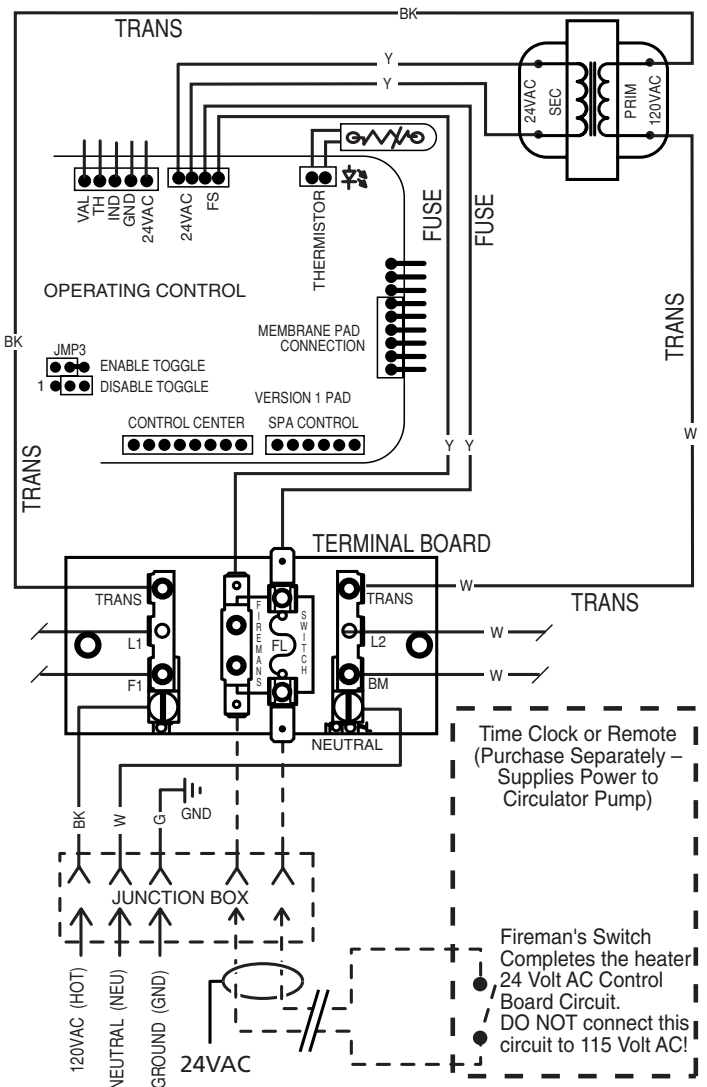 BK
TRANS
Y
Y
24VAC
SEC
PRIM
120VAC
VAL
TH
IND
GND
24VAC
24VAC
FS
THERMISTOR
FUSE
FUSE
OPERATING CONTROL
TRANS
BK
MEMBRANE PAD
CONNECTION
JMP3
ENABLE TOGGLE
1
DISABLE TOGGLE
VERSION 1 PAD
CONTROL CENTER
SPA CONTROL
W
Y
Y
TRANS
TERMINAL BOARD
TRANS
FIREMANS
SWITCH
TRANS
W
TRANS
L1
FL
L2
W
F1
BM
W
NEUTRAL
Time Clock or Remote
(Purchase Separately –
Supplies Power to
Circulator Pump)
BK
W
G
GND
JUNCTION BOX
120VAC (HOT)
NEUTRAL (NEU)
GROUND (GND)
24VAC
Fireman's Switch
Completes the heater
24 Volt AC Control
Board Circuit.
DO NOT connect this
circuit to 115 Volt AC!